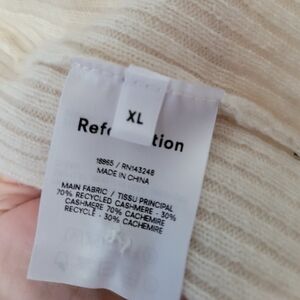 XL
Refo tion
18865 / RN143248
MADE IN CHINA
MAIN FABRIC / TISSU PRINCIPAL
70% RECYCLED CASHMERE - 30%
CASHMERE 70% CACHEMIRE
RECYCLE - 30% CACHEMIRE